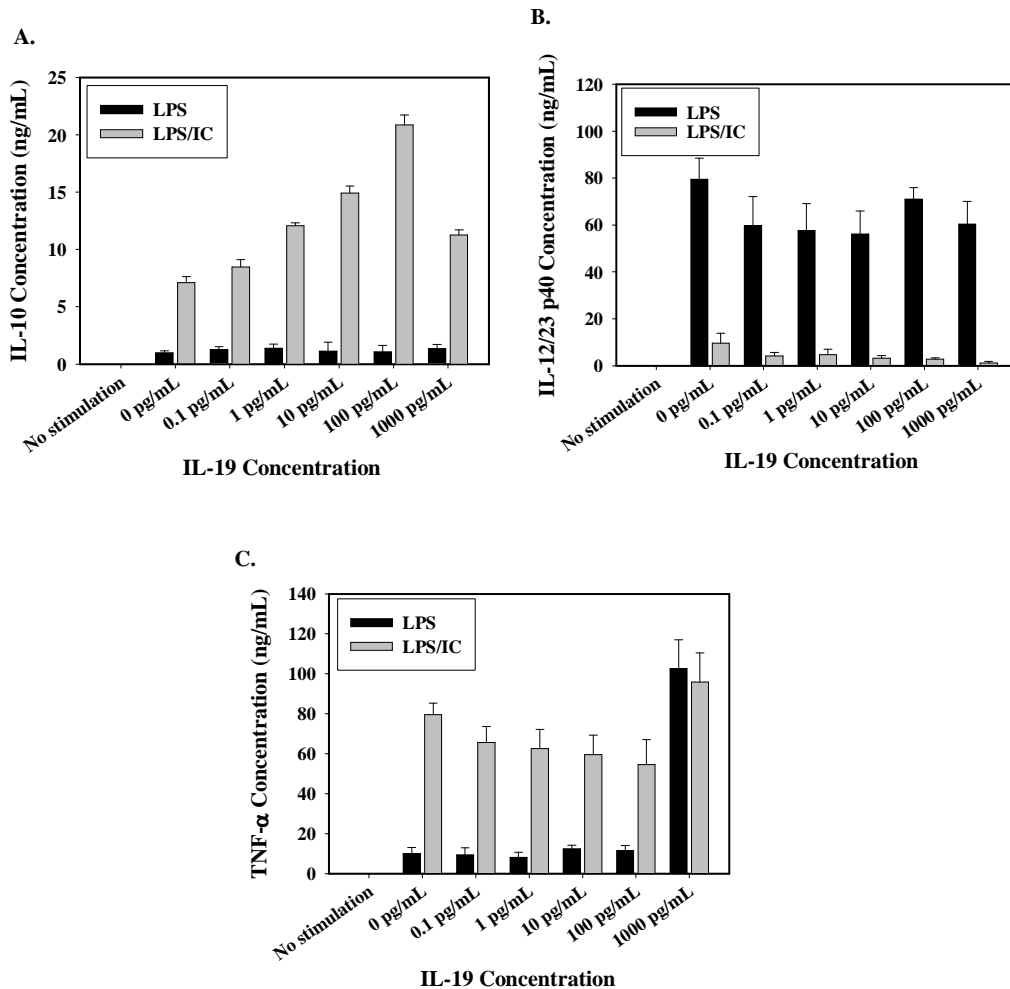 A.
IL-10 Concentration (ng/mL)
25
20
15
10
5
0
LPS
LPS/IC
No stimulation
0 pg/mL
0.1 pg/mL
1 pg/mL
10 pg/mL
100 pg/mL
1000 pg/mL
IL-19 Concentration
B.
IL-12/23 p40 Concentration (ng/mL)
120
100
80
60
40
20
0
LPS
LPS/IC
No stimulation
0 pg/mL
0.1 pg/mL
1 pg/mL
10 pg/mL
100 pg/mL
1000 pg/mL
IL-19 Concentration
C.
TNF-α Concentration (ng/mL)
140
120
100
80
60
40
20
0
LPS
LPS/IC
No stimulation
0 pg/mL
0.1 pg/mL
1 pg/mL
10 pg/mL
100 pg/mL
1000 pg/mL
IL-19 Concentration